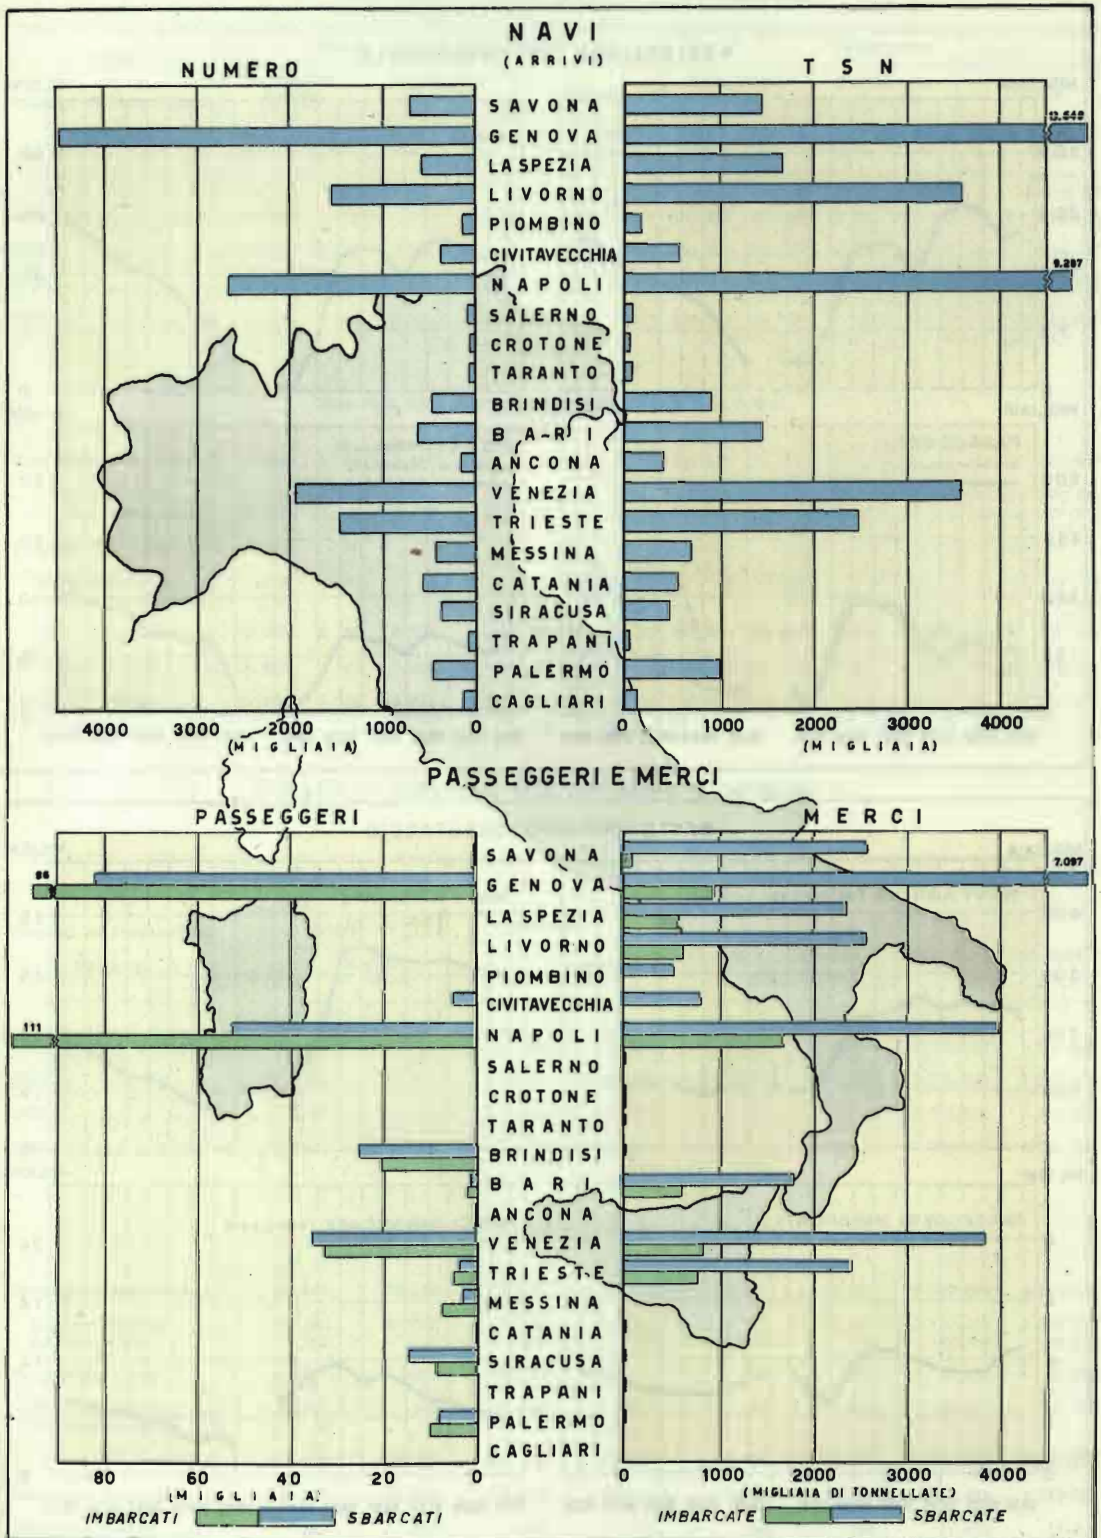 NAVI
(ARRIVI)
NUMERO
TSN
SAVONA
GENOVA
13.549
LA SPEZIA
LIVORNO
PIOMBINO
CIVITAVECCHIA
NAPOLI
9.287
SALERNO
CROTONE
TARANTO
BRINDISI
BARI
ANCONA
VENEZIA
TRIESTE
MESSINA
CATANIA
SIRACUSA
TRAPANI
PALERMO
CAGLIARI
4000 3000 2000 1000 0
0 1000 2000 3000 4000
(MIGLIAIA)
(MIGLIAIA)
PASSEGGERI E MERCI
PASSEGGERI
MERCI
SAVONA
GENOVA
7.097
LA SPEZIA
LIVORNO
PIOMBINO
CIVITAVECCHIA
111
NAPOLI
SALERNO
CROTONE
TARANTO
BRINDISI
BARI
ANCONA
VENEZIA
TRIESTE
MESSINA
CATANIA
SIRACUSA
TRAPANI
PALERMO
CAGLIARI
80 60 40 20 0
0 1000 2000 3000 4000
(MIGLIAIA)
(MIGLIAIA DI TONNELLATE)
IMBARCATI SBARCATI
IMBARCATE SBARCATE